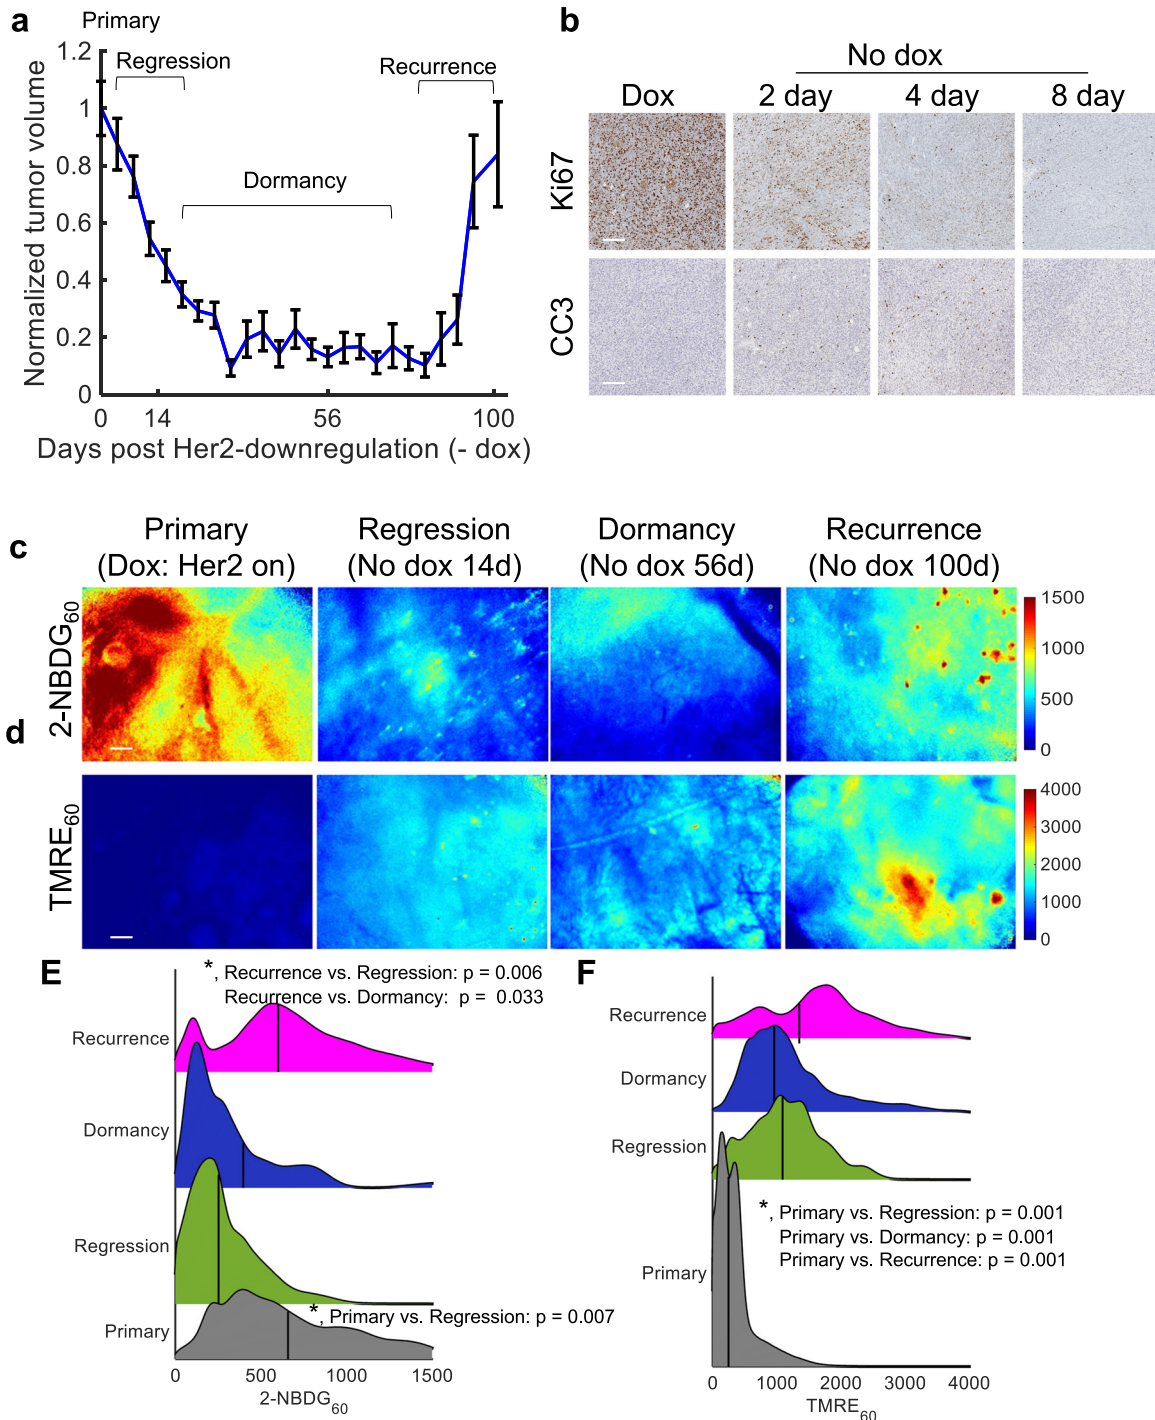 a
Primary
Regression
Recurrence
Dormancy
1.2
1
0.8
0.6
0.4
0.2
0
Normalized tumor volume
0 14 56 100
Days post Her2-downregulation (- dox)
b
No dox
Dox 2 day 4 day 8 day
Ki67
CC3
c
Primary Regression Dormancy Recurrence
(Dox: Her2 on) (No dox 14d) (No dox 56d) (No dox 100d)
2-NBDG60
1500
1000
500
0
d
TMRE60
4000
3000
2000
1000
0
E
*, Recurrence vs. Regression: p = 0.006
Recurrence vs. Dormancy: p = 0.033
Recurrence
Dormancy
Regression
Primary
*, Primary vs. Regression: p = 0.007
0 500 1000 1500
2-NBDG60
F
Recurrence
Dormancy
Regression
*, Primary vs. Regression: p = 0.001
Primary vs. Dormancy: p = 0.001
Primary vs. Recurrence: p = 0.001
Primary
0 1000 2000 3000 4000
TMRE60